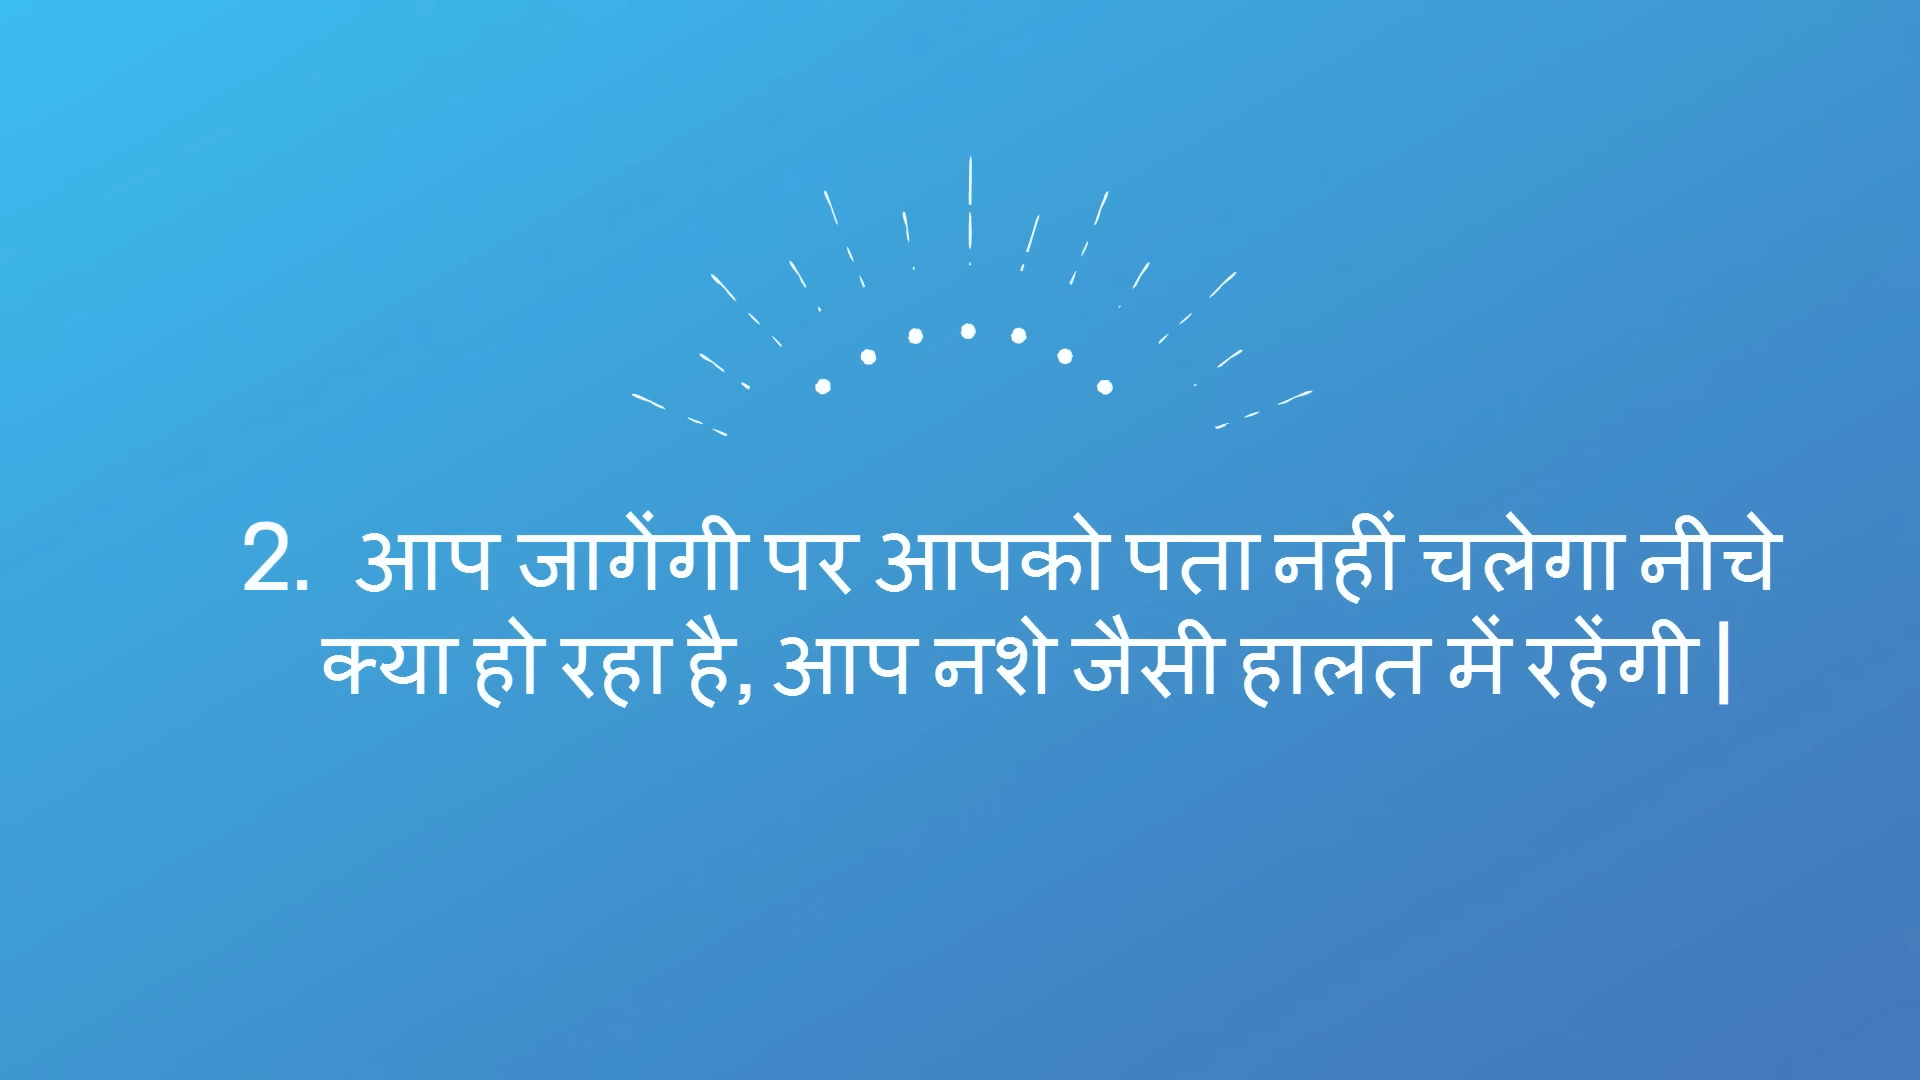 2. आप जागेंगी पर आपको पता नहीं चलेगा नीचे
क्या हो रहा है, आप नशे जैसी हालत में रहेंगी |